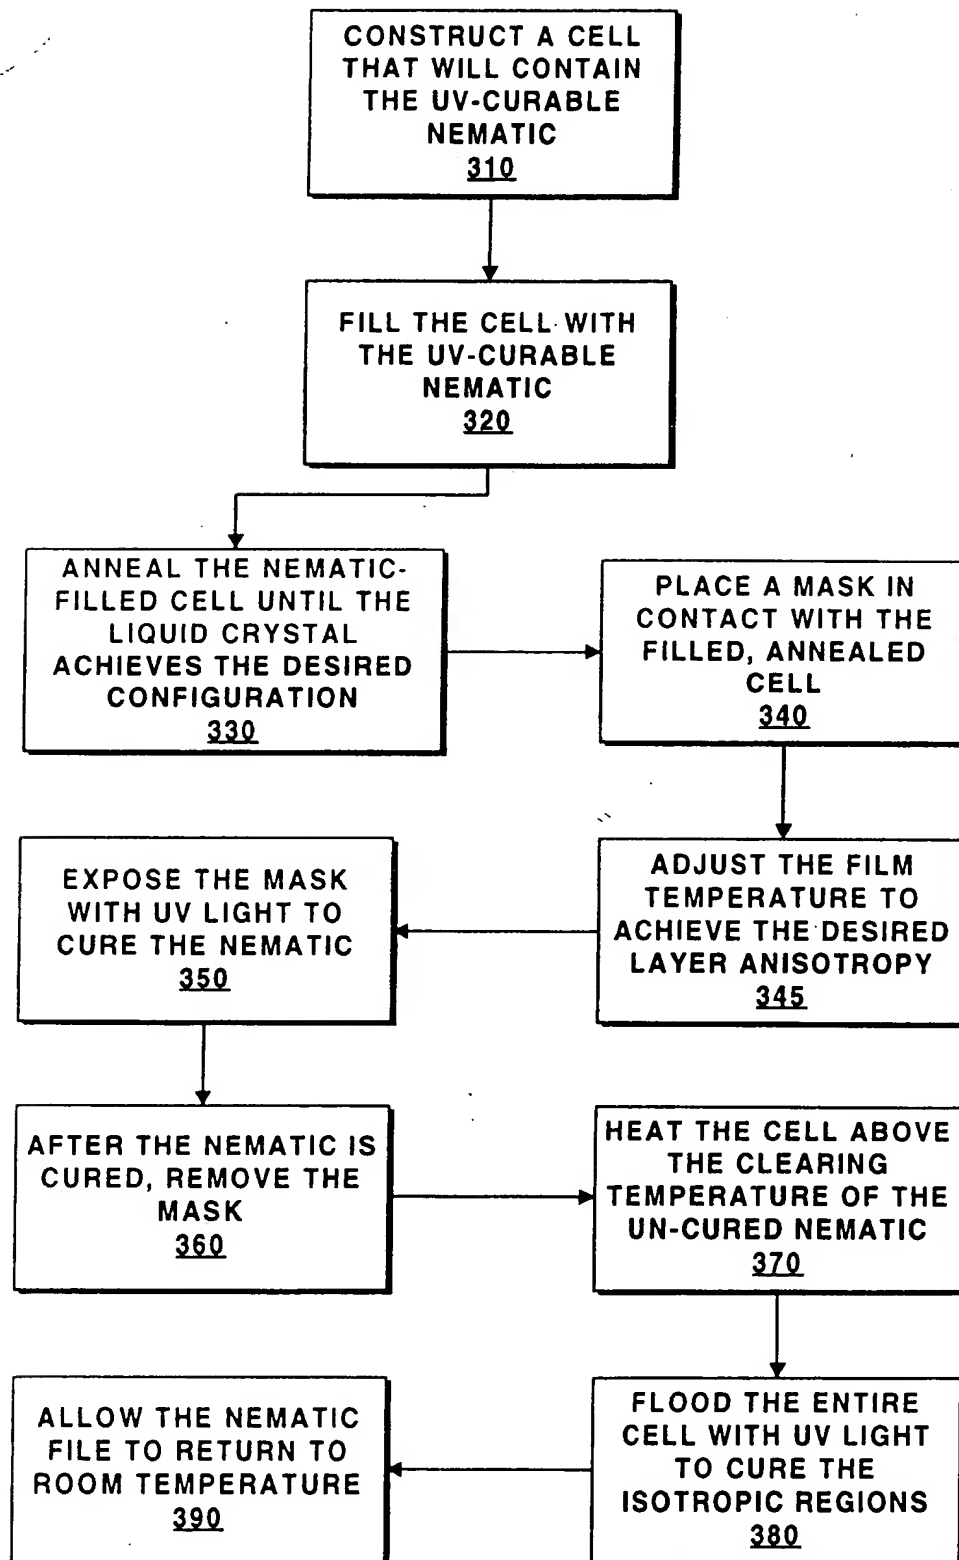 CONSTRUCT A CELL
THAT WILL CONTAIN
THE UV-CURABLE
NEMATIC
310
FILL THE CELL WITH
THE UV-CURABLE
NEMATIC
320
ANNEAL THE NEMATIC-
FILLED CELL UNTIL THE
LIQUID CRYSTAL
ACHIEVES THE DESIRED
CONFIGURATION
330
PLACE A MASK IN
CONTACT WITH THE
FILLED, ANNEALED
CELL
340
ADJUST THE FILM
TEMPERATURE TO
ACHIEVE THE DESIRED
LAYER ANISOTROPY
345
EXPOSE THE MASK
WITH UV LIGHT TO
CURE THE NEMATIC
350
AFTER THE NEMATIC IS
CURED, REMOVE THE
MASK
360
HEAT THE CELL ABOVE
THE CLEARING
TEMPERATURE OF THE
UN-CURED NEMATIC
370
FLOOD THE ENTIRE
CELL WITH UV LIGHT
TO CURE THE
ISOTROPIC REGIONS
380
ALLOW THE NEMATIC
FILE TO RETURN TO
ROOM TEMPERATURE
390